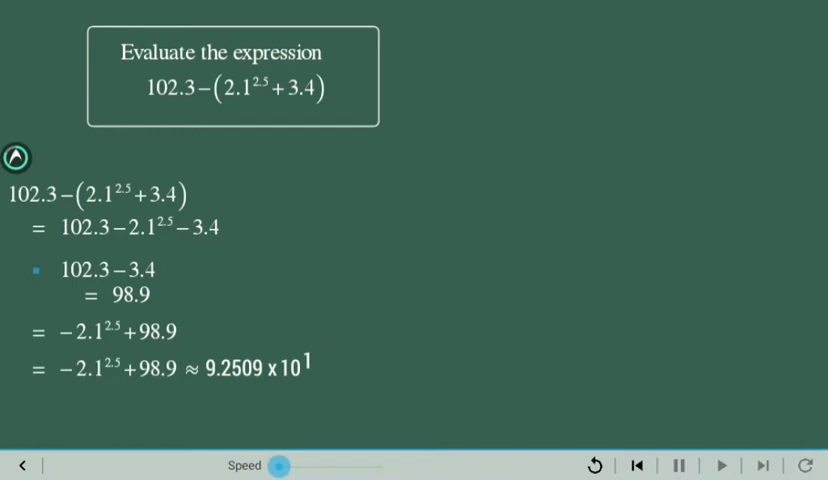 Evaluate the expression
102.3−(2.1^2.5+3.4)
102.3−(2.1^2.5+3.4)
= 102.3−2.1^2.5−3.4
▪ 102.3−3.4
= 98.9
= −2.1^2.5+98.9
= −2.1^2.5+98.9 ≈ 9.2509 x 10^1
Speed